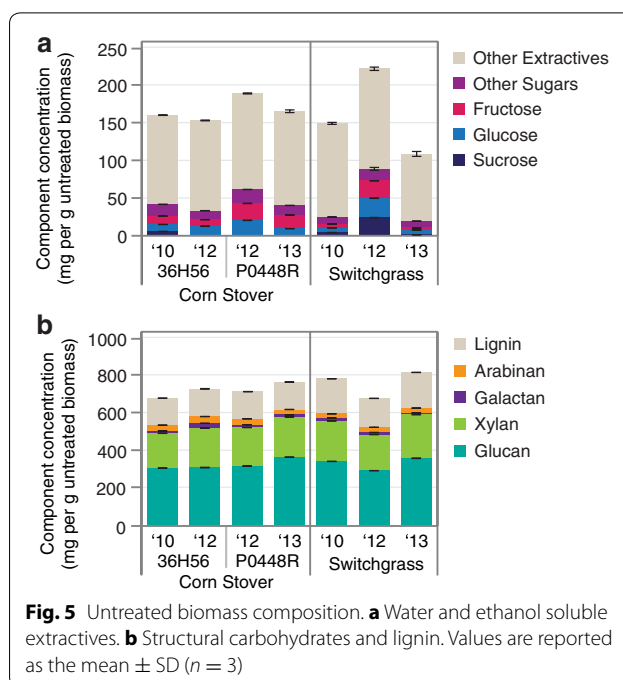 a
Component concentration
(mg per g untreated biomass)
250
200
150
100
50
0
Other Extractives
Other Sugars
Fructose
Glucose
Sucrose
‘10 ‘12 ‘12 ‘13 ‘10 ‘12 ‘13
36H56 P0448R Switchgrass
Corn Stover
b
Component concentration
(mg per g untreated biomass)
1000
800
600
400
200
0
Lignin
Arabinan
Galactan
Xylan
Glucan
‘10 ‘12 ‘12 ‘13 ‘10 ‘12 ‘13
36H56 P0448R Switchgrass
Corn Stover
Fig. 5 Untreated biomass composition. a Water and ethanol soluble
extractives. b Structural carbohydrates and lignin. Values are reported
as the mean ± SD (n = 3)